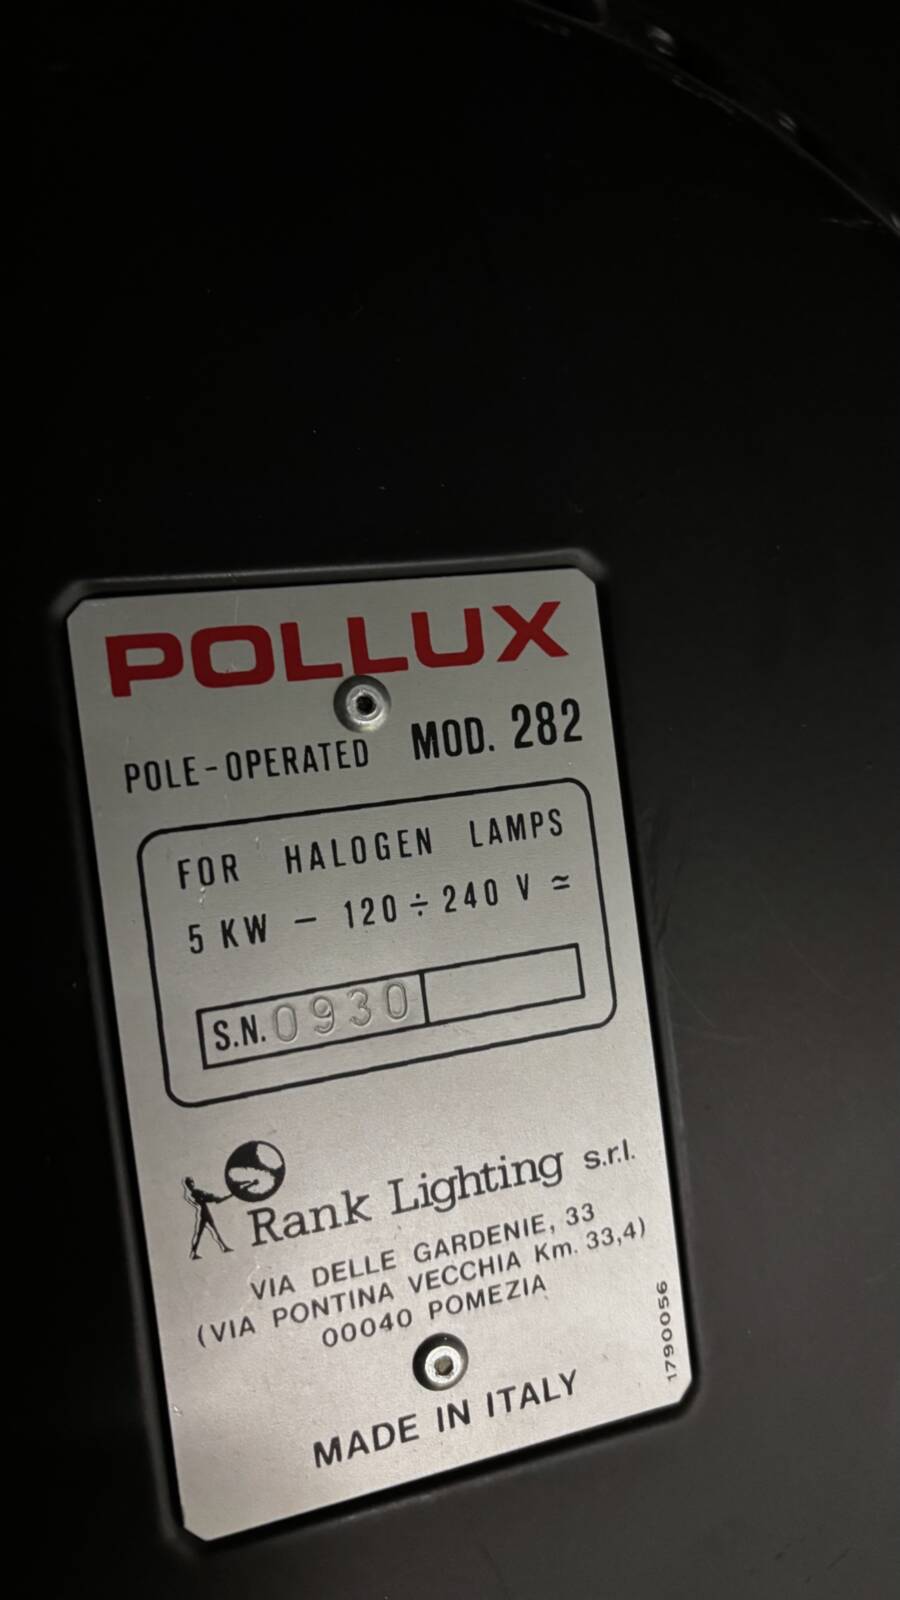 POLLUX
POLE-OPERATED MOD. 282
FOR HALOGEN LAMPS
5 KW – 120 ÷ 240 V ≃
S.N. 0930
Rank Lighting s.r.l.
VIA DELLE GARDENIE, 33
(VIA PONTINA VECCHIA Km. 33,4)
00040 POMEZIA
MADE IN ITALY
1790056